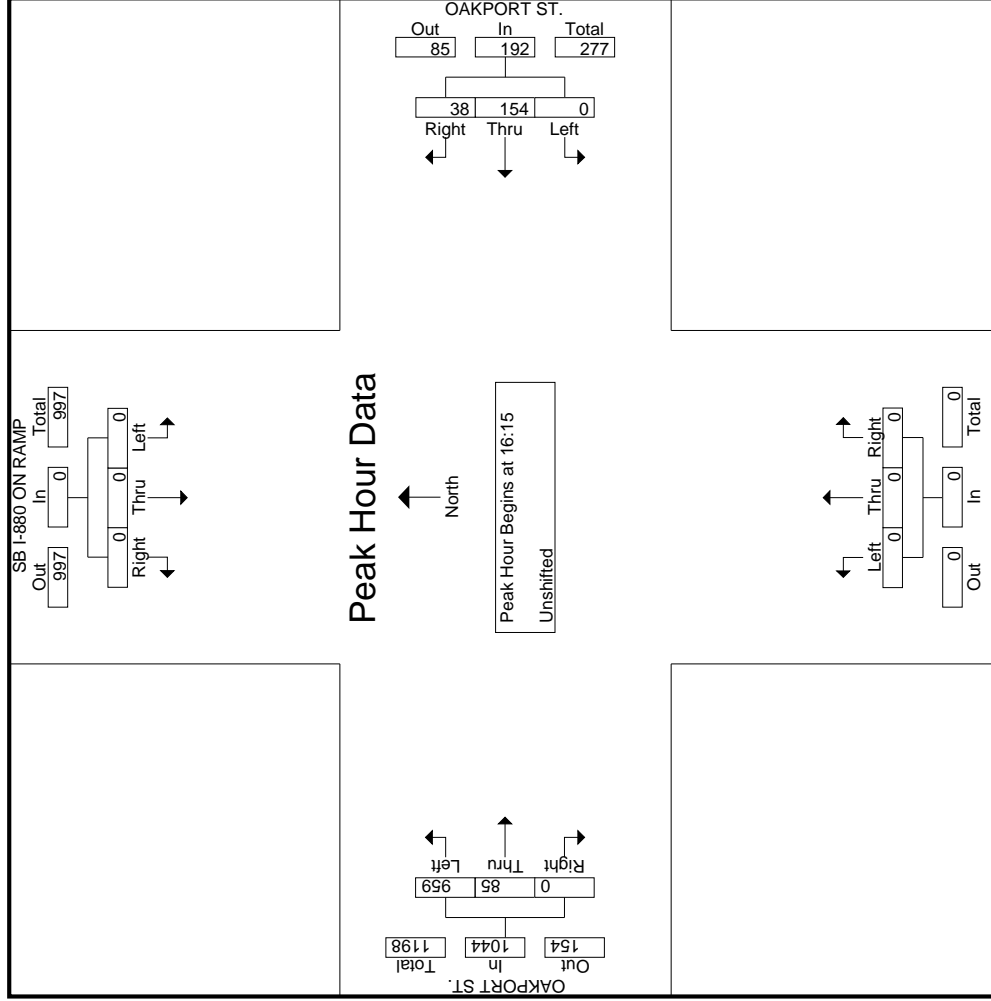 OAKPORT ST.
Out In Total
85 192 277
38 154 0
Right Thru Left
SB I-880 ON RAMP
Out In Total
997 0 997
0 0 0
Right Thru Left
Peak Hour Data
North
Peak Hour Begins at 16:15
Unshifted
Left Thru Right
0 0 0
0 0 0
Out In Total
Left Thru Right
959 85 0
1198 1044 154
Total In Out
OAKPORT ST.